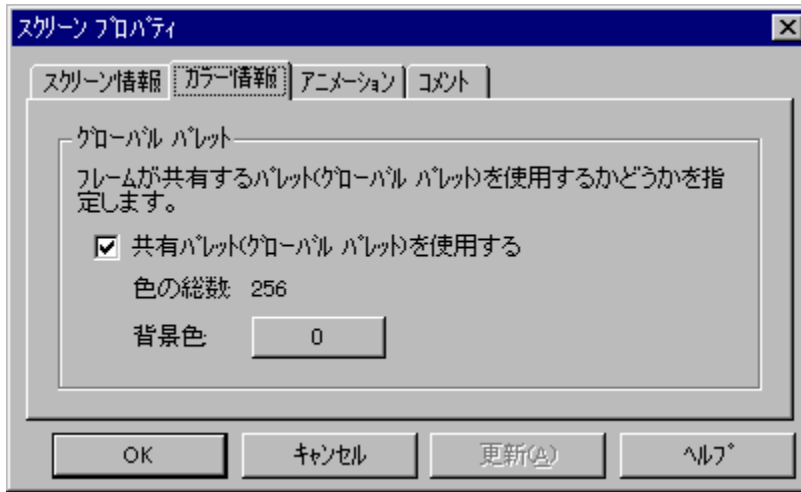 スクリーン プロパティ
スクリーン情報 カラー情報 アニメーション コメント
グローバル パレット
フレームが共有するパレット(グローバル パレット)を使用するかどうかを指
定します。
共有パレット(グローバル パレット)を使用する
色の総数: 256
背景色: 0
OK キャンセル 更新(A) ヘルプ